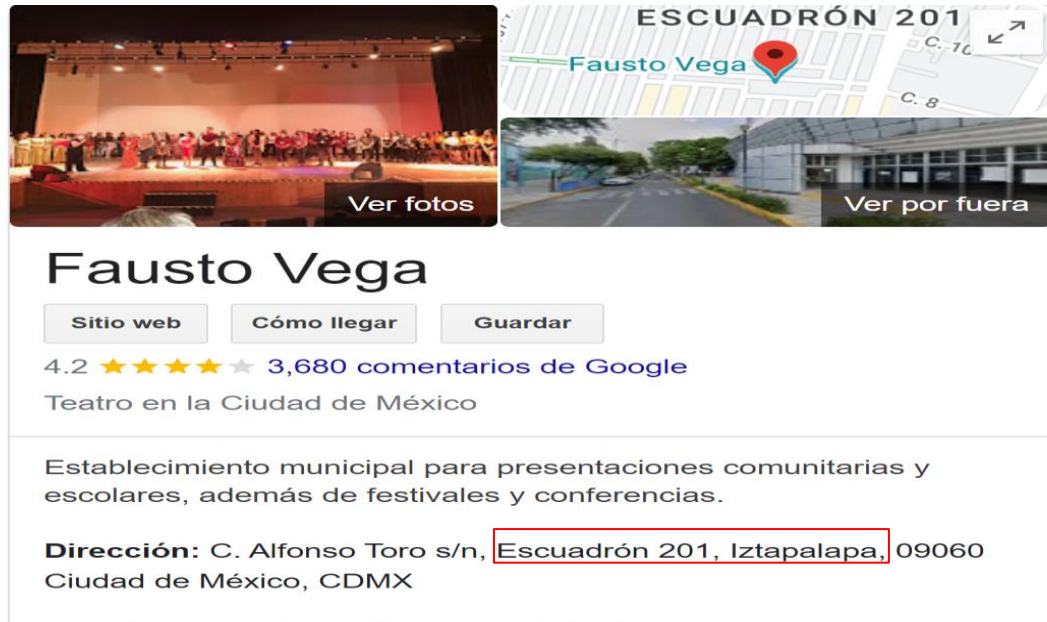 ESCUADRÓN 201
C. 10
Fausto Vega
C. 8
Ver fotos
Ver por fuera
Fausto Vega
Sitio web
Cómo llegar
Guardar
4.2
3,680 comentarios de Google
Teatro en la Ciudad de México
Establecimiento municipal para presentaciones comunitarias y
escolares, además de festivales y conferencias.
Dirección: C. Alfonso Toro s/n, Escuadrón 201, Iztapalapa, 09060
Ciudad de México, CDMX